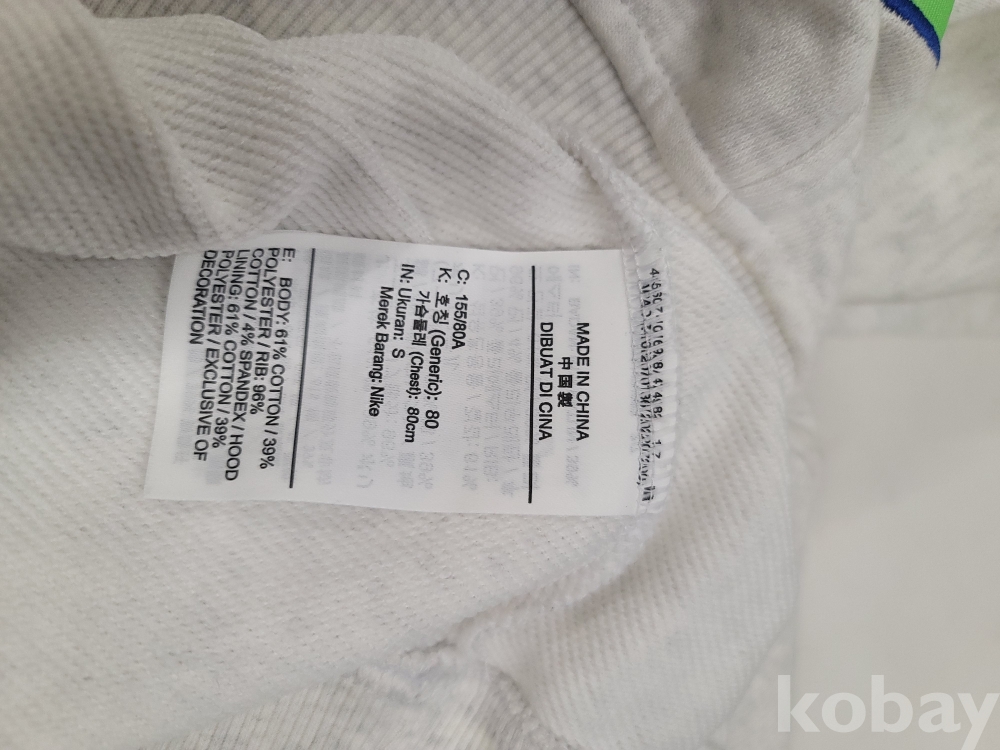 MADE IN CHINA
中國製
DIBUAT DI CINA
C: 155/80A
K: 호칭 (Generic): 80
가슴둘레 (Chest): 80cm
IN: Ukuran: S
Merek Barang: Nike
E: BODY: 61% COTTON / 39%
POLYESTER / RIB: 96%
COTTON / 4% SPANDEX / HOOD
LINING: 61% COTTON / 39%
POLYESTER / EXCLUSIVE OF
DECORATION
kobay